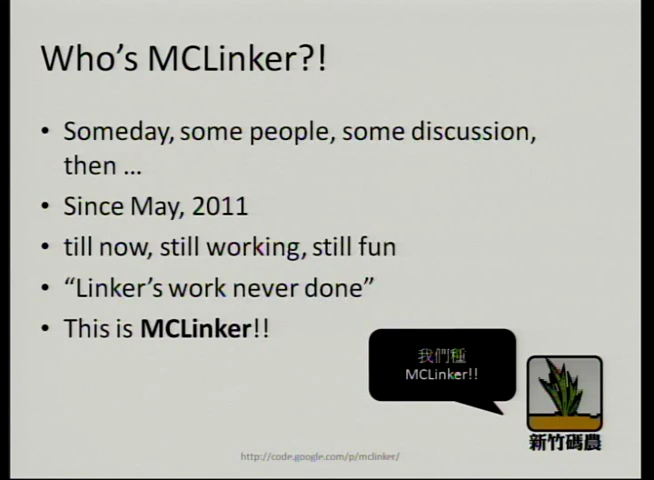 Who's MCLinker?!
• Someday, some people, some discussion,
then …
• Since May, 2011
• till now, still working, still fun
• “Linker's work never done”
• This is MCLinker!!
我們種
MCLinker!!
新竹碼農
http://code.google.com/p/mclinker/